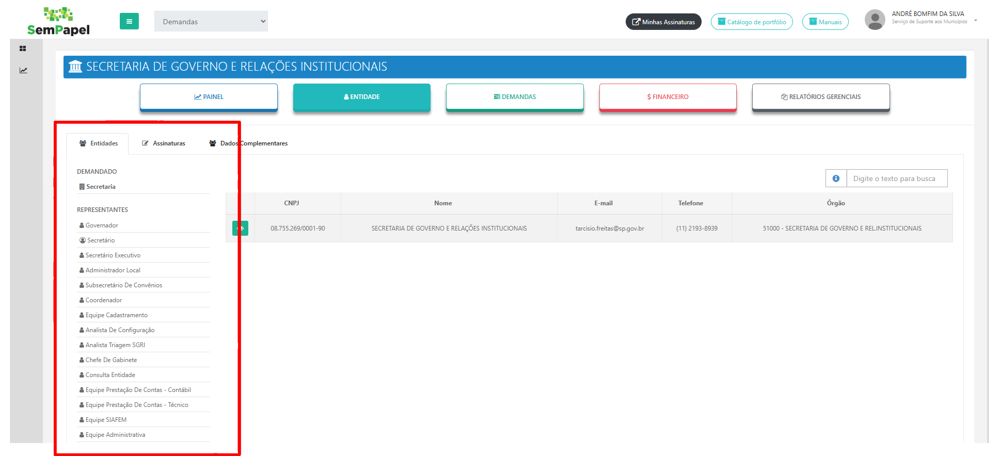 SemPapel
Demandas
Minhas Assinaturas
Catálogo de portfólio
Manuais
ANDRÉ BOMFIM DA SILVA
Serviço de Suporte aos Municípios
SECRETARIA DE GOVERNO E RELAÇÕES INSTITUCIONAIS
PAINEL
ENTIDADE
DEMANDAS
$ FINANCEIRO
RELATÓRIOS GERENCIAIS
Entidades
Assinaturas
Dados Complementares
DEMANDADO
Secretaria
Digite o texto para busca
REPRESENTANTES
Governador
Secretário
Secretário Executivo
Administrador Local
Subsecretário De Convênios
Coordenador
Equipe Cadastramento
Analista De Configuração
Analista Triagem SGRI
Chefe De Gabinete
Consulta Entidade
Equipe Prestação De Contas - Contábil
Equipe Prestação De Contas - Técnico
Equipe SIAFEM
Equipe Administrativa
CNPJ Nome E-mail Telefone Órgão
08.755.269/0001-90 SECRETARIA DE GOVERNO E RELAÇÕES INSTITUCIONAIS tarcisio.freitas@sp.gov.br (11) 2193-8939 51000 - SECRETARIA DE GOVERNO E REL.INSTITUCIONAIS